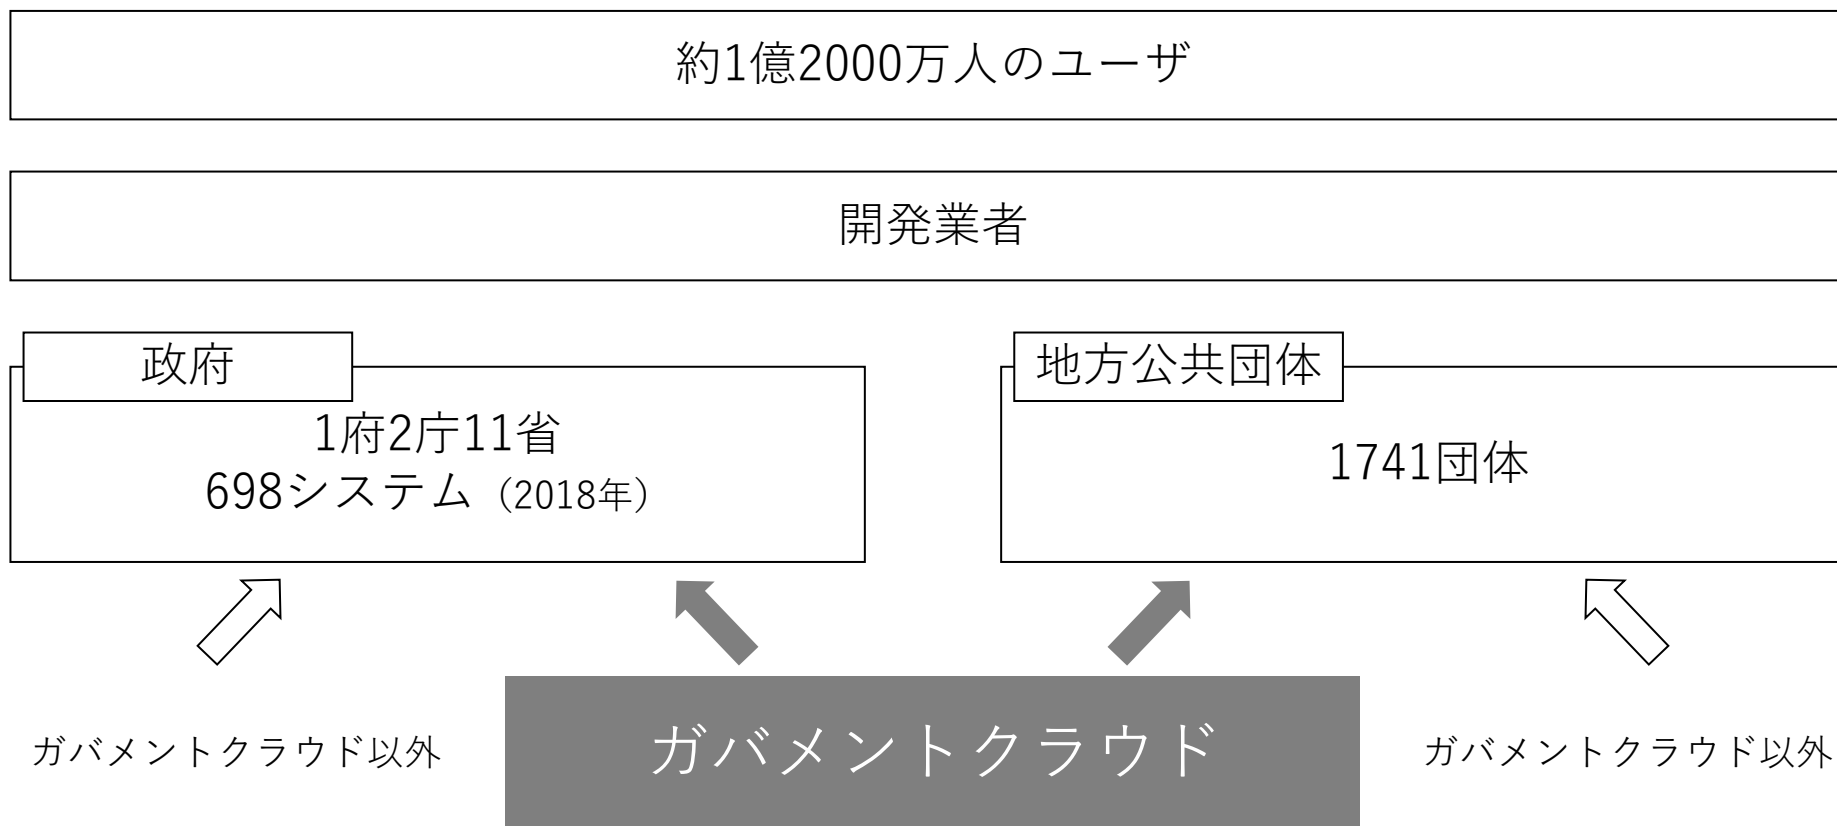 約1億2000万人のユーザ
開発業者
政府
1府2庁11省
698システム（2018年）
地方公共団体
1741団体
ガバメントクラウド以外
ガバメントクラウド
ガバメントクラウド以外